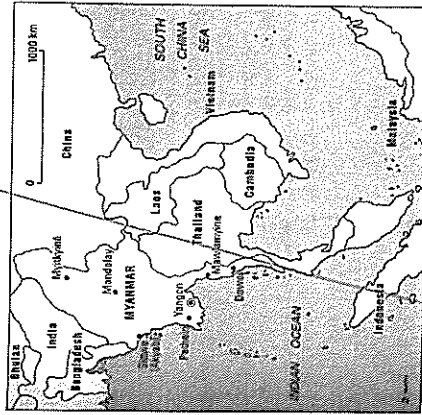 Bhutan
India
Bangladesh
China
0 1000 km
Myitkyina
Mandalay
MYANMAR
Laos
Vietnam
SOUTH
CHINA
SEA
Yangon
Pathein
Thailand
Mawlamyine
Cambodia
INDIAN OCEAN
Malaysia
Indonesia